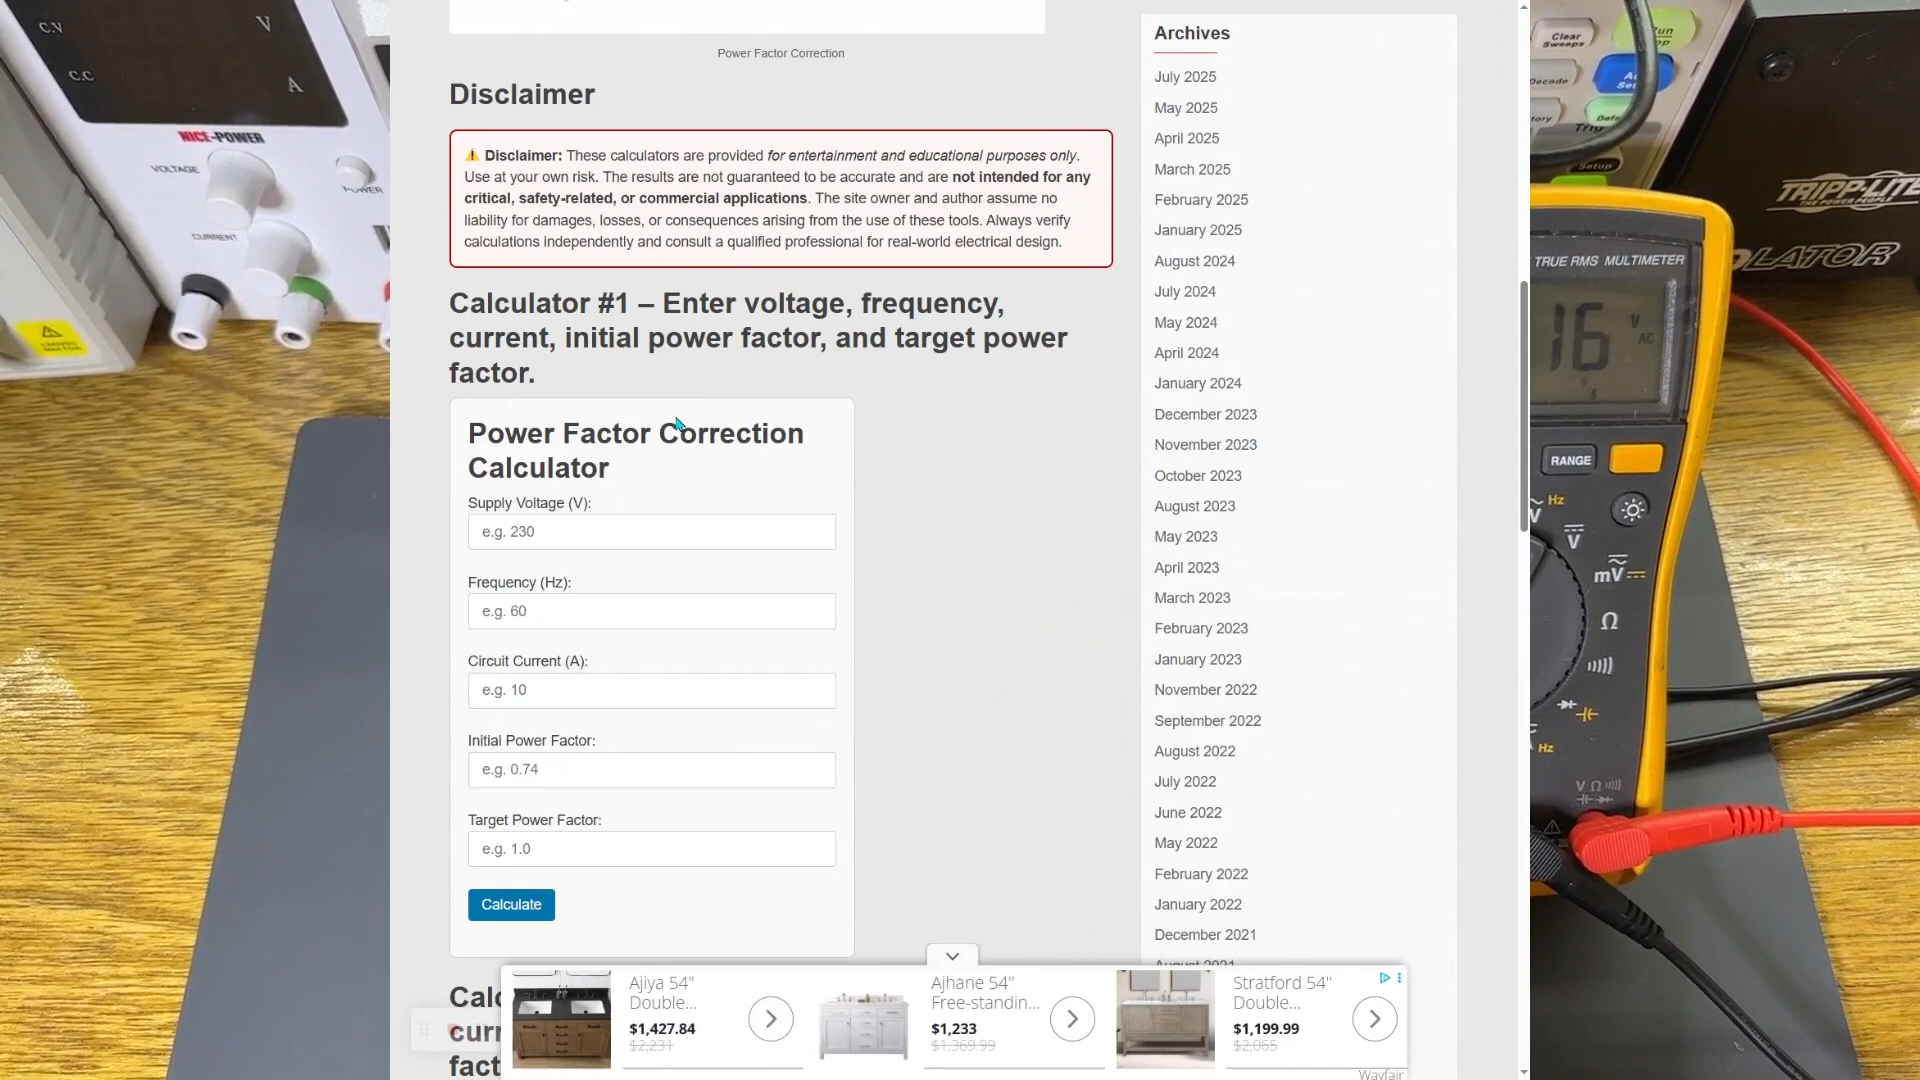 C.V
V
C.C
A
NICE-POWER
VOLTAGE
POWER
CURRENT
Power Factor Correction
Disclaimer
⚠ Disclaimer: These calculators are provided for entertainment and educational purposes only.
Use at your own risk. The results are not guaranteed to be accurate and are not intended for any
critical, safety-related, or commercial applications. The site owner and author assume no
liability for damages, losses, or consequences arising from the use of these tools. Always verify
calculations independently and consult a qualified professional for real-world electrical design.
Calculator #1 – Enter voltage, frequency,
current, initial power factor, and target power
factor.
Power Factor Correction
Calculator
Supply Voltage (V):
e.g. 230
Frequency (Hz):
e.g. 60
Circuit Current (A):
e.g. 10
Initial Power Factor:
e.g. 0.74
Target Power Factor:
e.g. 1.0
Calculate
Archives
July 2025
May 2025
April 2025
March 2025
February 2025
January 2025
August 2024
July 2024
May 2024
April 2024
January 2024
December 2023
November 2023
October 2023
August 2023
May 2023
April 2023
March 2023
February 2023
January 2023
November 2022
September 2022
August 2022
July 2022
June 2022
May 2022
February 2022
January 2022
December 2021
August 2021
Ajiya 54"
Double...
$1,427.84
$2,231
Ajhane 54"
Free-standin...
$1,233
$1,369.99
Stratford 54"
Double...
$1,199.99
$2,065
Wayfair
Clear
Sweeps
Setup
TRIPP-LITE
TRUE RMS MULTIMETER
16
V
AC
RANGE
Hz
V
V
mV
Ω
Hz
V Ω